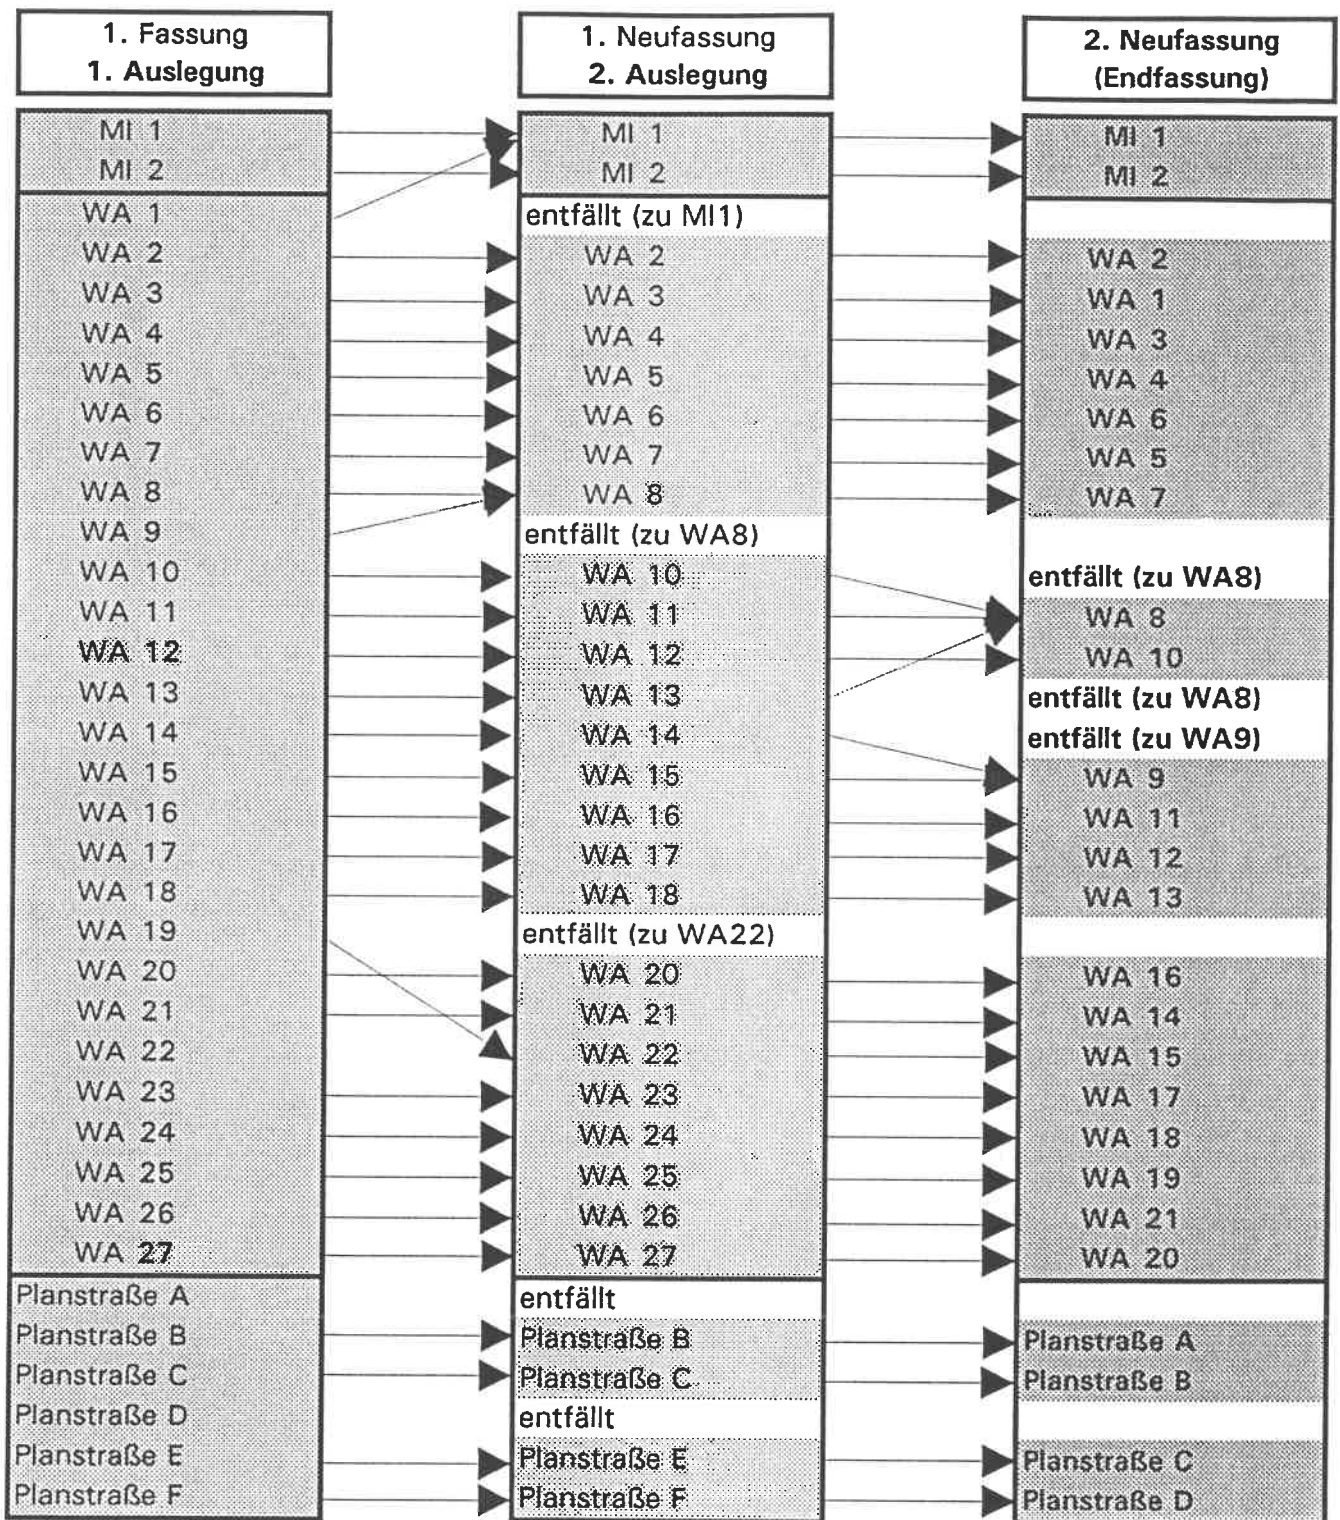 1. Fassung
1. Auslegung
1. Neufassung
2. Auslegung
2. Neufassung
(Endfassung)
MI 1
MI 2
WA 1
WA 2
WA 3
WA 4
WA 5
WA 6
WA 7
WA 8
WA 9
WA 10
WA 11
WA 12
WA 13
WA 14
WA 15
WA 16
WA 17
WA 18
WA 19
WA 20
WA 21
WA 22
WA 23
WA 24
WA 25
WA 26
WA 27
Planstraße A
Planstraße B
Planstraße C
Planstraße D
Planstraße E
Planstraße F
MI 1
MI 2
entfällt (zu MI1)
WA 2
WA 3
WA 4
WA 5
WA 6
WA 7
WA 8
entfällt (zu WA8)
WA 10
WA 11
WA 12
WA 13
WA 14
WA 15
WA 16
WA 17
WA 18
entfällt (zu WA22)
WA 20
WA 21
WA 22
WA 23
WA 24
WA 25
WA 26
WA 27
entfällt
Planstraße B
Planstraße C
entfällt
Planstraße E
Planstraße F
MI 1
MI 2
WA 2
WA 1
WA 3
WA 4
WA 6
WA 5
WA 7
entfällt (zu WA8)
WA 8
WA 10
entfällt (zu WA8)
entfällt (zu WA9)
WA 9
WA 11
WA 12
WA 13
WA 16
WA 14
WA 15
WA 17
WA 18
WA 19
WA 21
WA 20
Planstraße A
Planstraße B
Planstraße C
Planstraße D